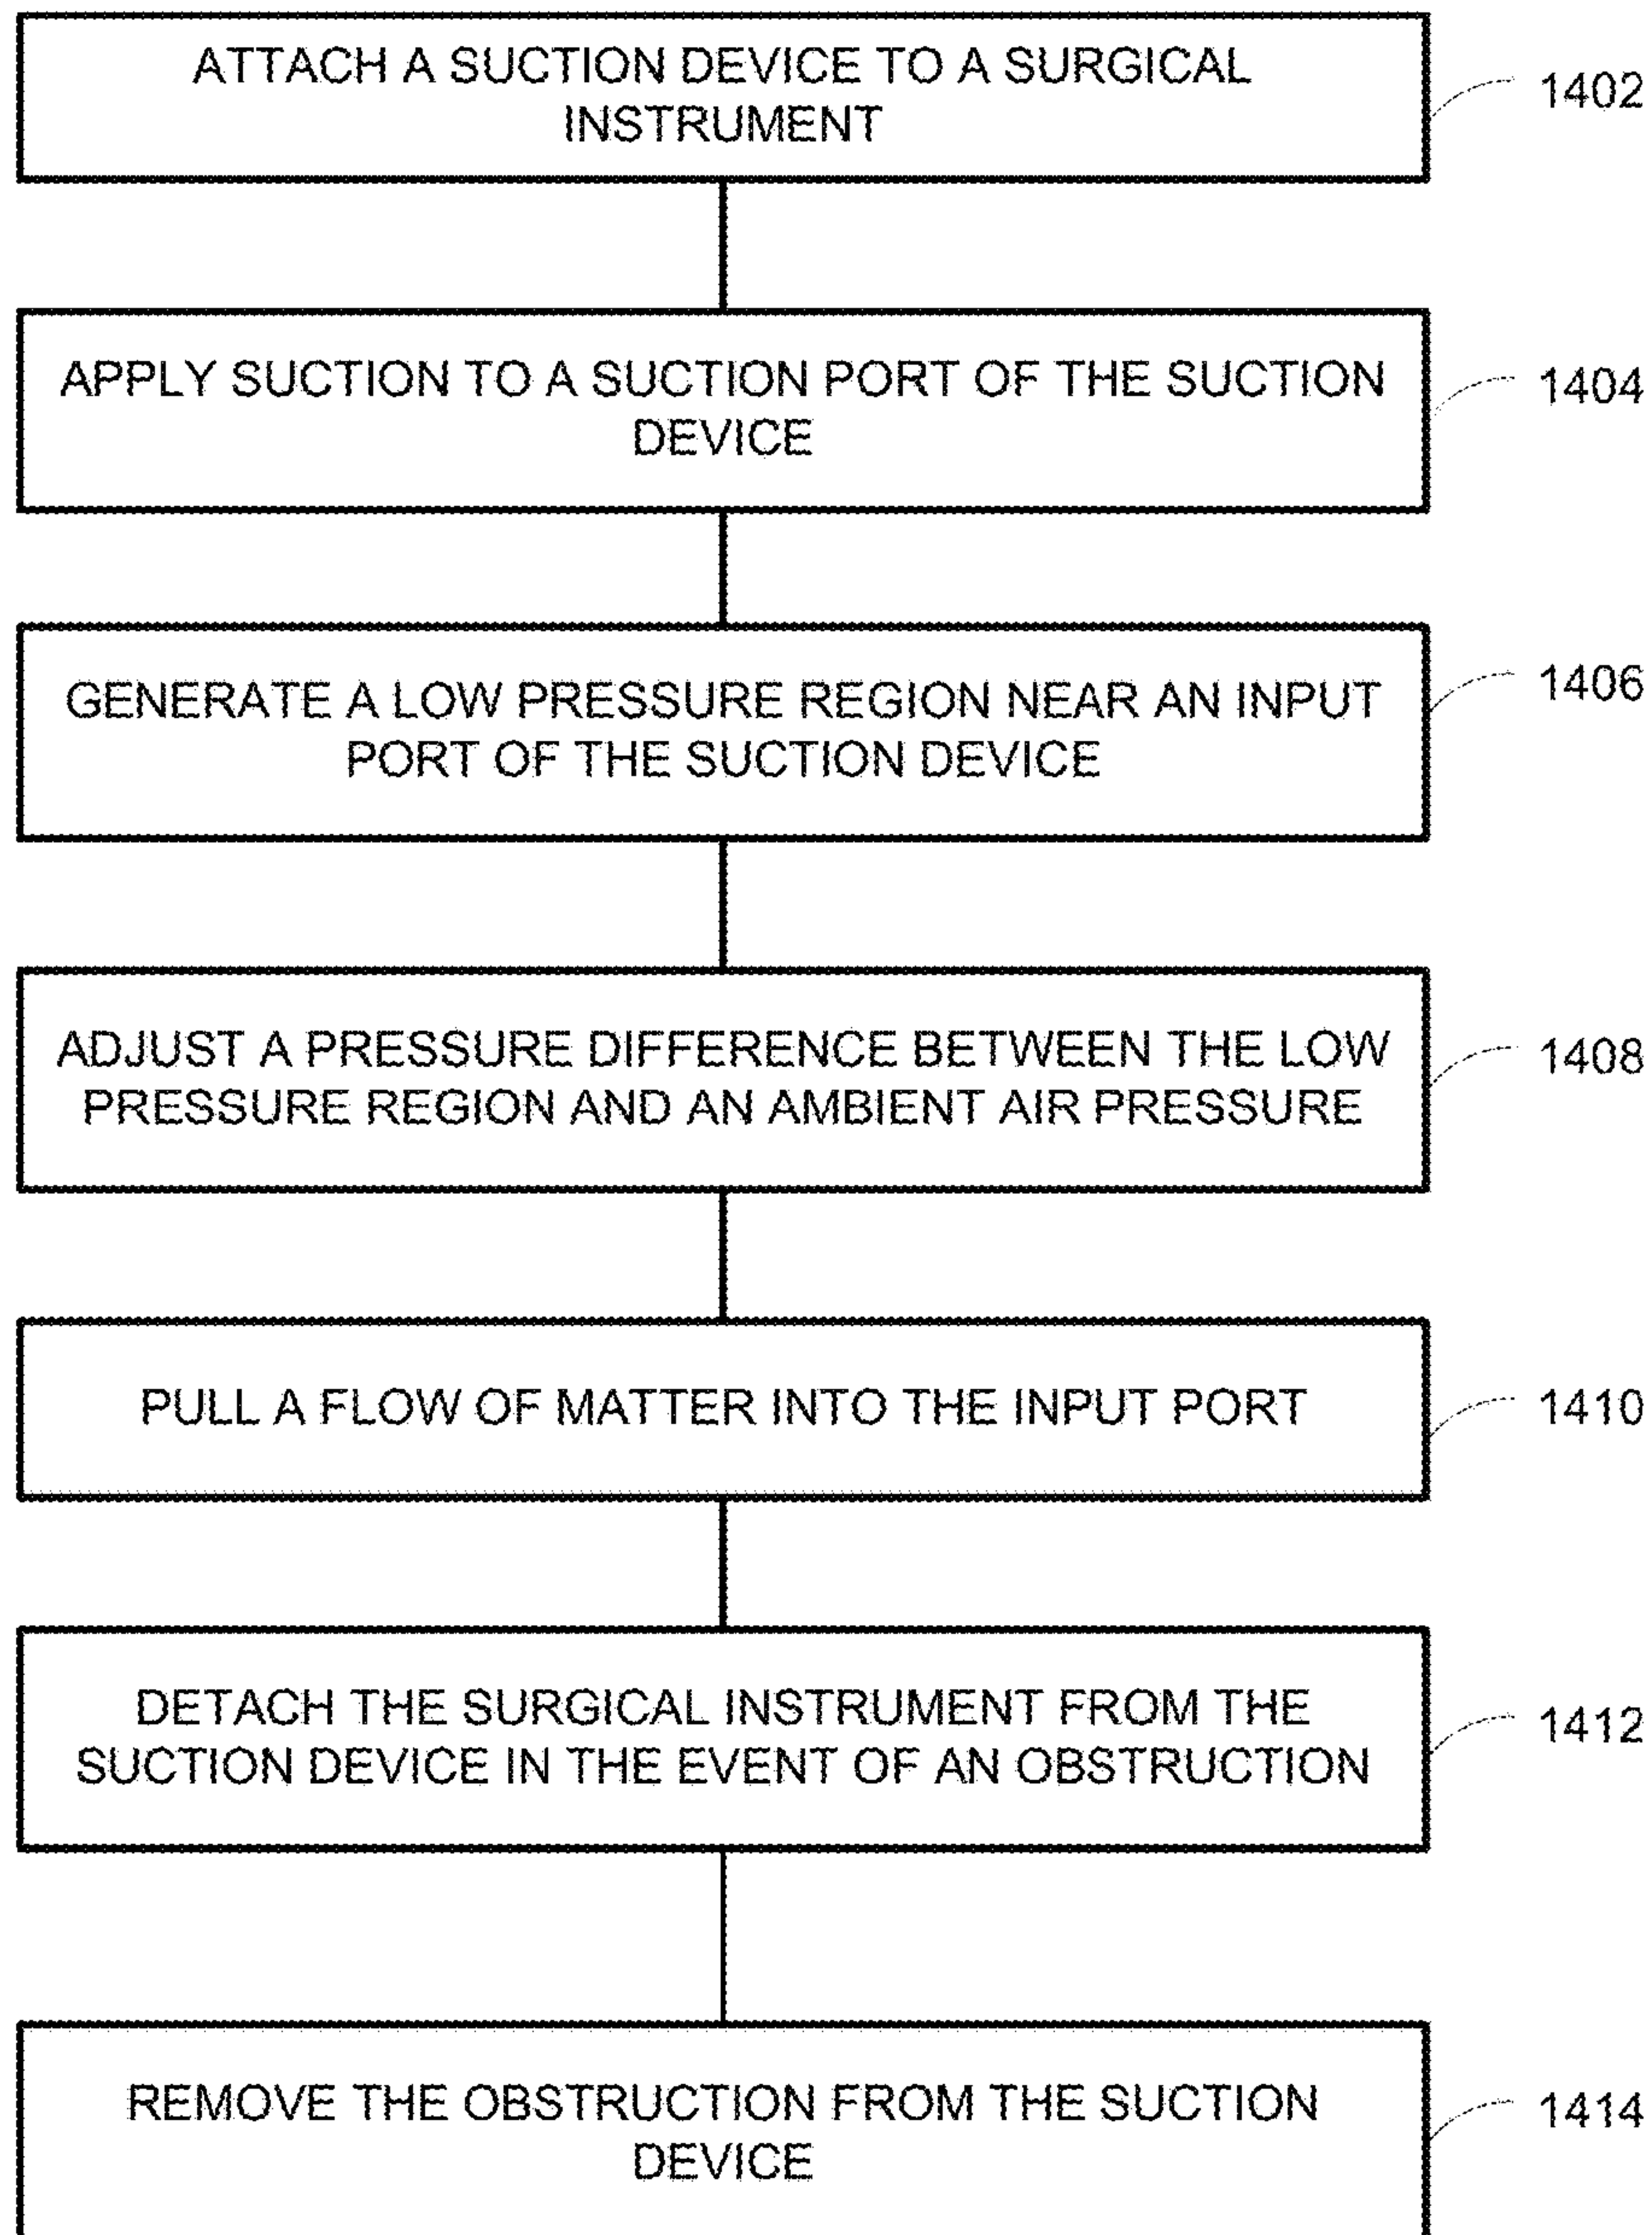 ATTACH A SUCTION DEVICE TO A SURGICAL
INSTRUMENT
1402
APPLY SUCTION TO A SUCTION PORT OF THE SUCTION
DEVICE
1404
GENERATE A LOW PRESSURE REGION NEAR AN INPUT
PORT OF THE SUCTION DEVICE
1406
ADJUST A PRESSURE DIFFERENCE BETWEEN THE LOW
PRESSURE REGION AND AN AMBIENT AIR PRESSURE
1408
PULL A FLOW OF MATTER INTO THE INPUT PORT
1410
DETACH THE SURGICAL INSTRUMENT FROM THE
SUCTION DEVICE IN THE EVENT OF AN OBSTRUCTION
1412
REMOVE THE OBSTRUCTION FROM THE SUCTION
DEVICE
1414